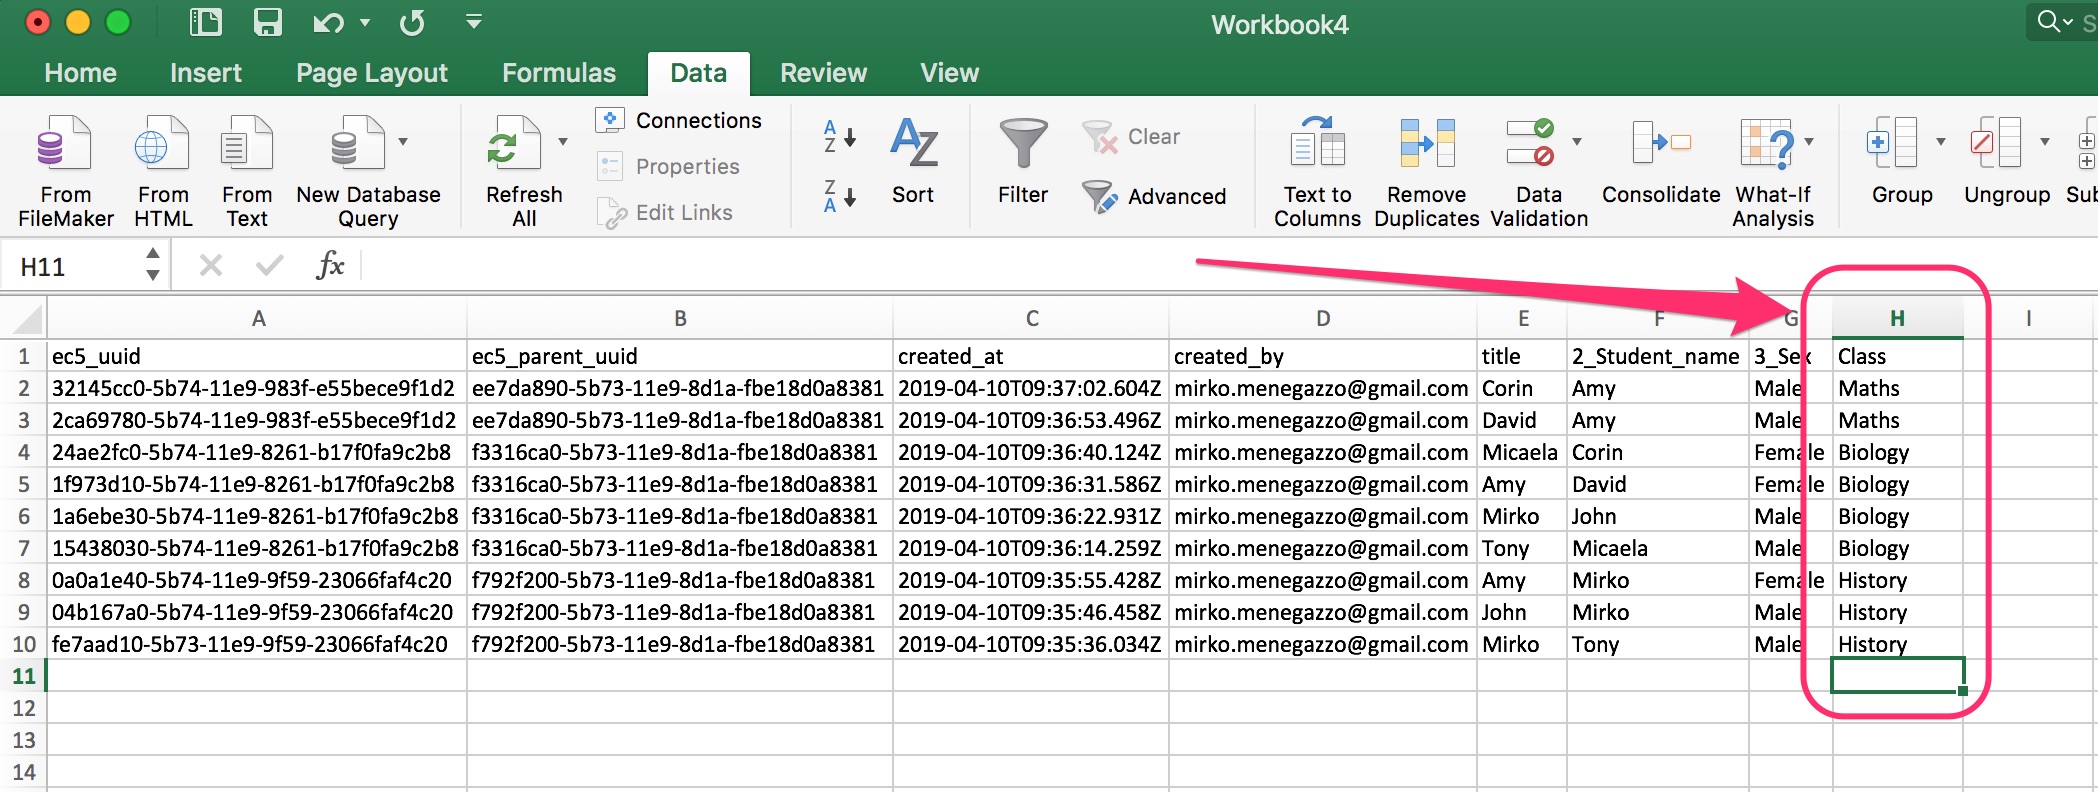 Workbook4
Home Insert Page Layout Formulas Data Review View
From FileMaker
From HTML
From Text
New Database Query
Refresh All
Connections
Properties
Edit Links
A Z
Z A
AZ
Sort
Filter
Clear
Advanced
Text to Columns
Remove Duplicates
Data Validation
Consolidate
What-If Analysis
Group
Ungroup
H11 fx
A B C D E F G H I
1 ec5_uuid ec5_parent_uuid created_at created_by title 2_Student_name 3_Sex Class
2 32145cc0-5b74-11e9-983f-e55bece9f1d2 ee7da890-5b73-11e9-8d1a-fbe18d0a8381 2019-04-10T09:37:02.604Z mirko.menegazzo@gmail.com Corin Amy Male Maths
3 2ca69780-5b74-11e9-983f-e55bece9f1d2 ee7da890-5b73-11e9-8d1a-fbe18d0a8381 2019-04-10T09:36:53.496Z mirko.menegazzo@gmail.com David Amy Male Maths
4 24ae2fc0-5b74-11e9-8261-b17f0fa9c2b8 f3316ca0-5b73-11e9-8d1a-fbe18d0a8381 2019-04-10T09:36:40.124Z mirko.menegazzo@gmail.com Micaela Corin Female Biology
5 1f973d10-5b74-11e9-8261-b17f0fa9c2b8 f3316ca0-5b73-11e9-8d1a-fbe18d0a8381 2019-04-10T09:36:31.586Z mirko.menegazzo@gmail.com Amy David Female Biology
6 1a6ebe30-5b74-11e9-8261-b17f0fa9c2b8 f3316ca0-5b73-11e9-8d1a-fbe18d0a8381 2019-04-10T09:36:22.931Z mirko.menegazzo@gmail.com Mirko John Male Biology
7 15438030-5b74-11e9-8261-b17f0fa9c2b8 f3316ca0-5b73-11e9-8d1a-fbe18d0a8381 2019-04-10T09:36:14.259Z mirko.menegazzo@gmail.com Tony Micaela Male Biology
8 0a0a1e40-5b74-11e9-9f59-23066faf4c20 f792f200-5b73-11e9-8d1a-fbe18d0a8381 2019-04-10T09:35:55.428Z mirko.menegazzo@gmail.com Amy Mirko Female History
9 04b167a0-5b74-11e9-9f59-23066faf4c20 f792f200-5b73-11e9-8d1a-fbe18d0a8381 2019-04-10T09:35:46.458Z mirko.menegazzo@gmail.com John Mirko Male History
10 fe7aad10-5b73-11e9-9f59-23066faf4c20 f792f200-5b73-11e9-8d1a-fbe18d0a8381 2019-04-10T09:35:36.034Z mirko.menegazzo@gmail.com Mirko Tony Male History
11
12
13
14